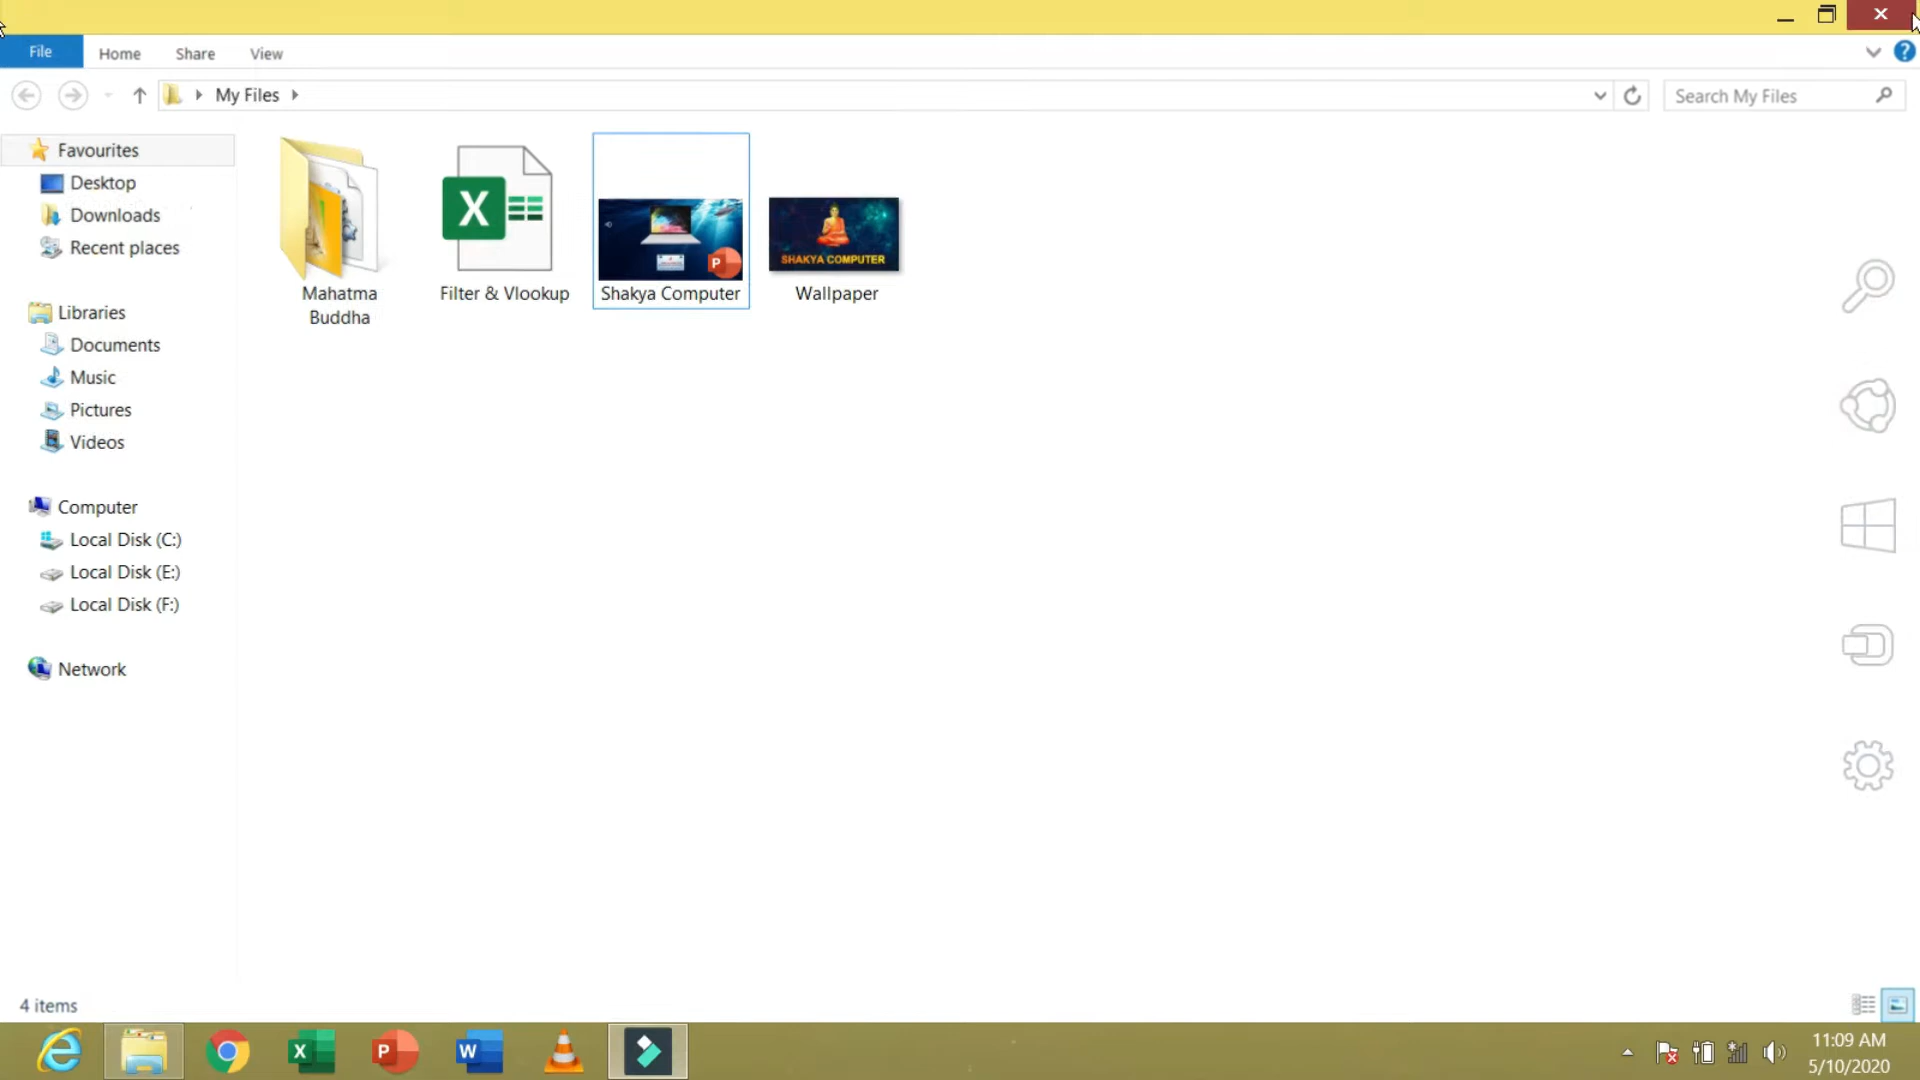 File
Home
Share
View
?
My Files
Search My Files
Favourites
Desktop
Downloads
Recent places
Libraries
Documents
Music
Pictures
Videos
Computer
Local Disk (C:)
Local Disk (E:)
Local Disk (F:)
Network
Mahatma
Buddha
X
Filter & Vlookup
P
Shakya Computer
SHAKYA COMPUTER
Wallpaper
4 items
X
P
W
11:09 AM
5/10/2020